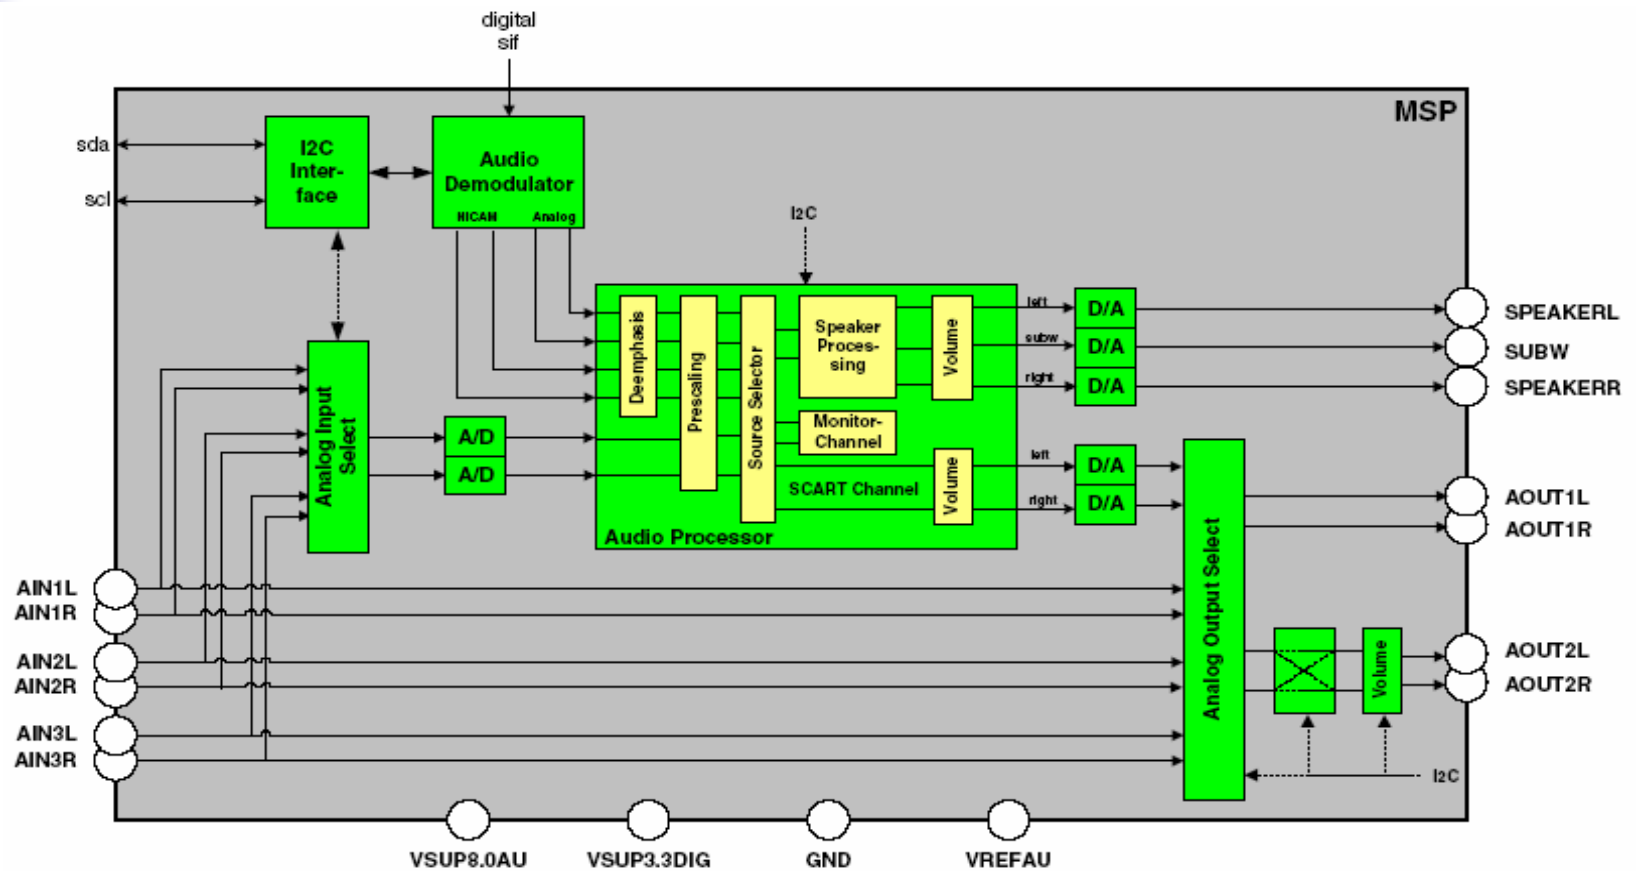 digital
sif
MSP
sda
scl
I2C
Inter-
face
Audio
Demodulator
NICAM
Analog
I2C
Deemphasis
Prescaling
Source Selector
Speaker
Proces-
sing
Volume
left
subw
right
D/A
D/A
D/A
SPEAKERL
SUBW
SPEAKERR
Analog Input
Select
A/D
A/D
Monitor-
Channel
SCART Channel
Volume
left
right
D/A
D/A
Audio Processor
Analog Output Select
AOUT1L
AOUT1R
AIN1L
AIN1R
AIN2L
AIN2R
AIN3L
AIN3R
Volume
AOUT2L
AOUT2R
I2C
VSUP8.0AU
VSUP3.3DIG
GND
VREFAU